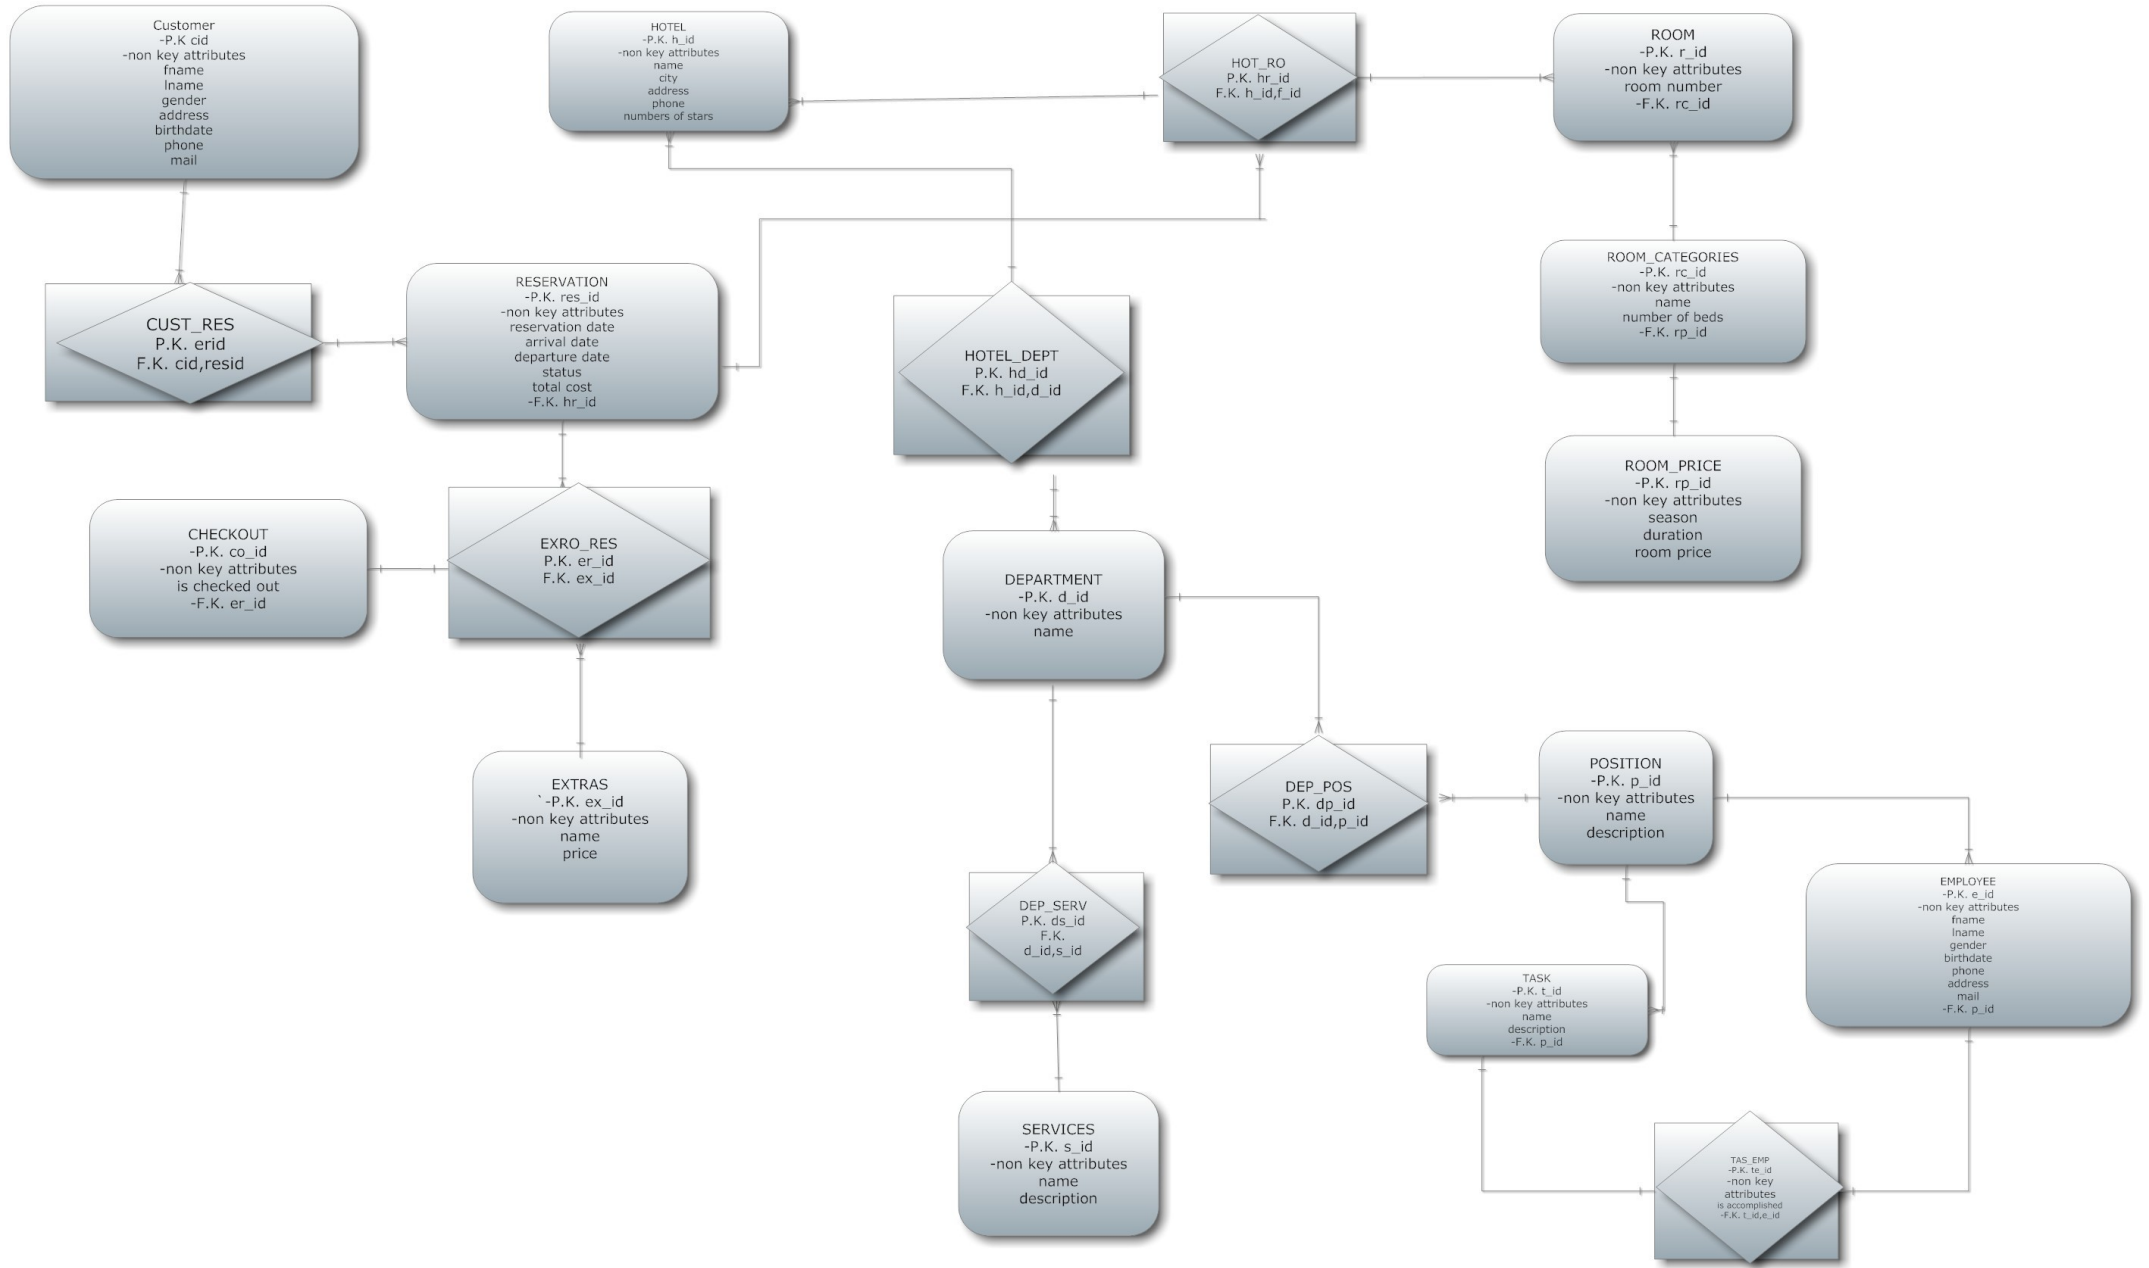 Customer
-P.K cid
-non key attributes
fname
lname
gender
address
birthdate
phone
mail
HOTEL
-P.K. h_id
-non key attributes
name
city
address
phone
numbers of stars
HOT_RO
P.K. hr_id
F.K. h_id,f_id
ROOM
-P.K. r_id
-non key attributes
room number
-F.K. rc_id
CUST_RES
P.K. erid
F.K. cid,resid
RESERVATION
-P.K. res_id
-non key attributes
reservation date
arrival date
departure date
status
total cost
-F.K. hr_id
HOTEL_DEPT
P.K. hd_id
F.K. h_id,d_id
ROOM_CATEGORIES
-P.K. rc_id
-non key attributes
name
number of beds
-F.K. rp_id
ROOM_PRICE
-P.K. rp_id
-non key attributes
season
duration
room price
CHECKOUT
-P.K. co_id
-non key attributes
is checked out
-F.K. er_id
EXRO_RES
P.K. er_id
F.K. ex_id
DEPARTMENT
-P.K. d_id
-non key attributes
name
EXTRAS
`-P.K. ex_id
-non key attributes
name
price
DEP_POS
P.K. dp_id
F.K. d_id,p_id
POSITION
-P.K. p_id
-non key attributes
name
description
DEP_SERV
P.K. ds_id
F.K.
d_id,s_id
EMPLOYEE
-P.K. e_id
-non key attributes
fname
lname
gender
birthdate
phone
address
mail
-F.K. p_id
TASK
-P.K. t_id
-non key attributes
name
description
-F.K. p_id
SERVICES
-P.K. s_id
-non key attributes
name
description
TAS_EMP
-P.K. te_id
-non key
attributes
is accomplished
-F.K. t_id,e_id